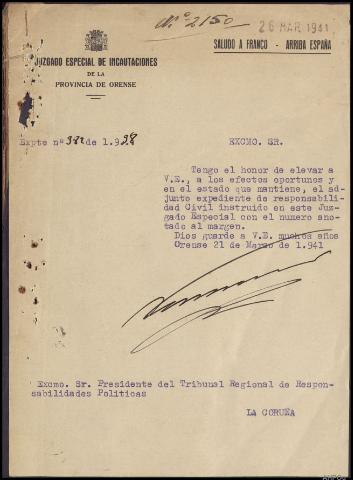 Nº 2150
26 MAR. 1941
SALUDO A FRANCO - ARRIBA ESPAÑA
JUZGADO ESPECIAL DE INCAUTACIONES
DE LA
PROVINCIA DE ORENSE
Expte nº 382 de 1.938
EXCMO. SR.
Tengo el honor de elevar a
V.E., a los efectos oportunos y
en el estado que mantiene, el ad-
junto expediente de responsabili-
dad Civil instruido en este Juz-
gado Especial con el numero ano-
tado al margen.
Dios guarde a V.E. muchos años
Orense 21 de Marzo de 1.941
Excmo. Sr. Presidente del Tribunal Regional de Respon-
sabilidades Politicas
LA CORUÑA